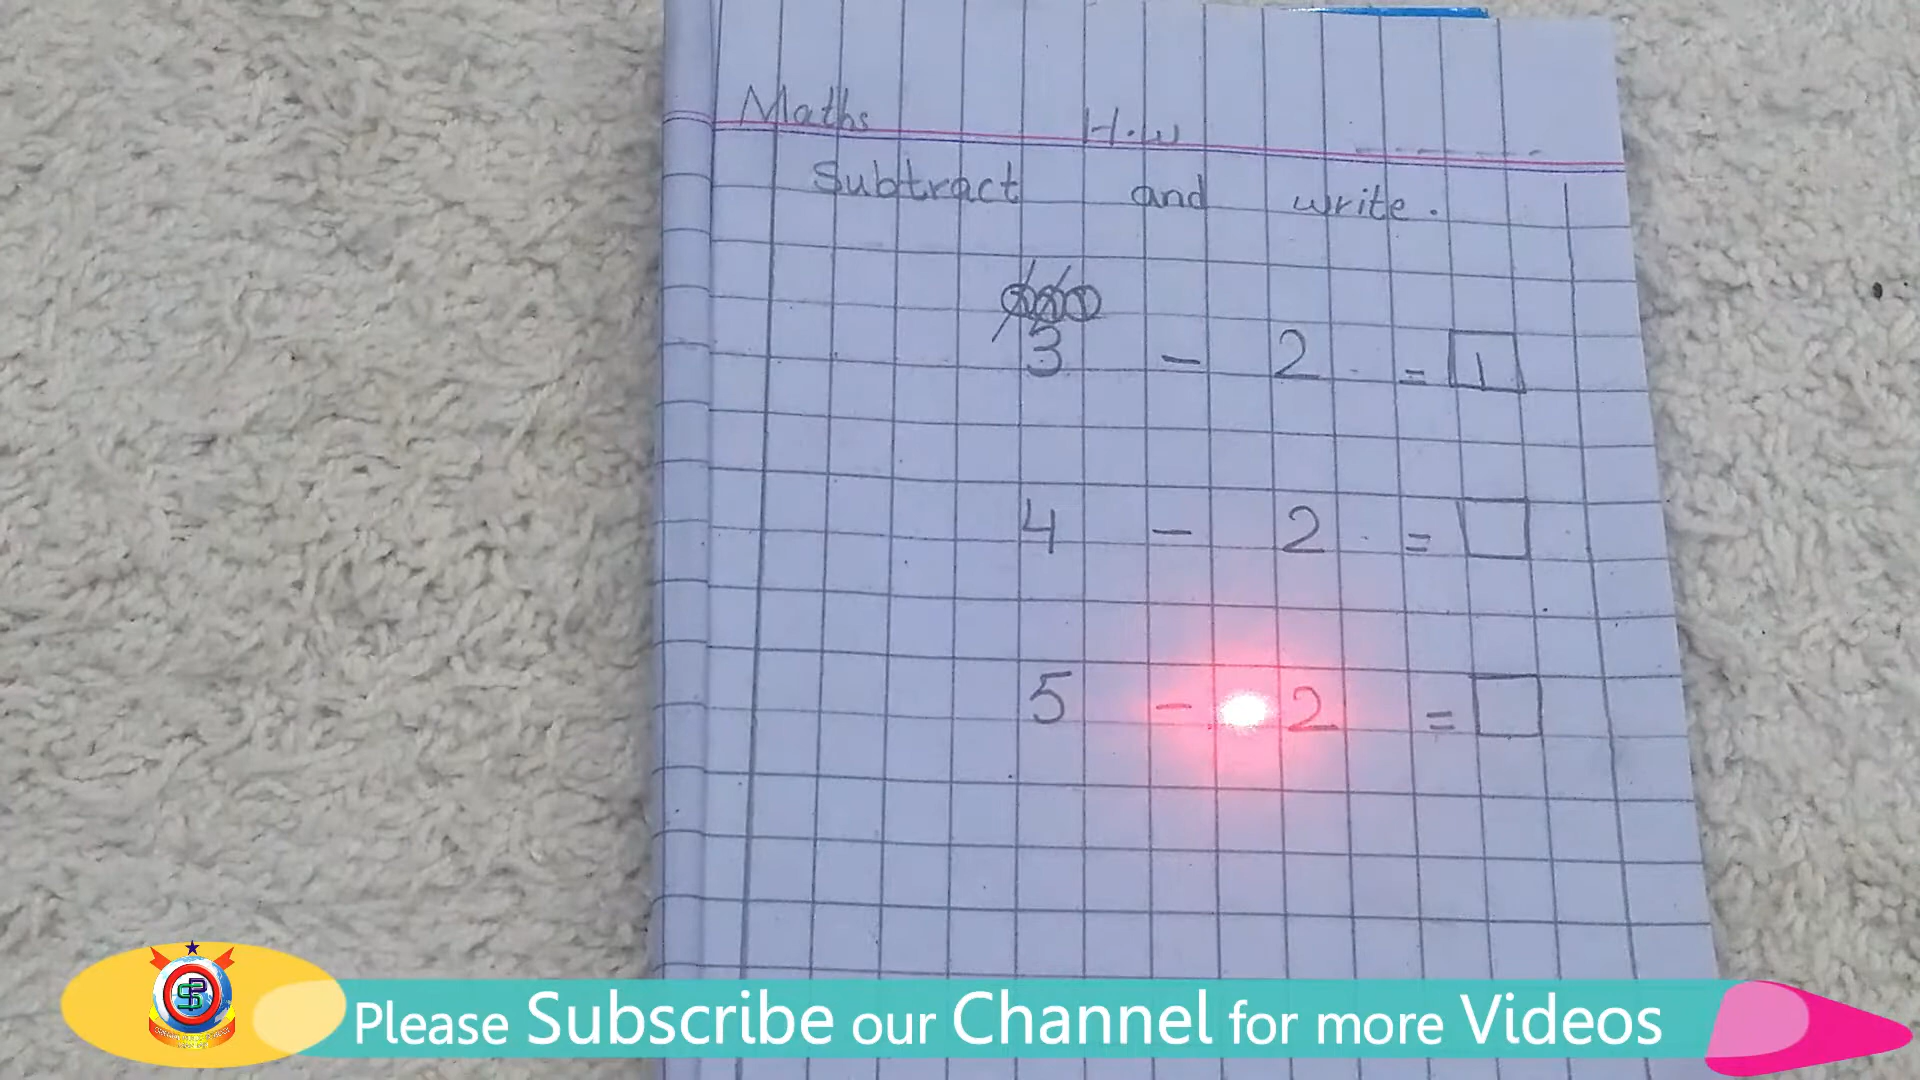 Maths H.W
Subtract and write.
3 - 2 = 1
4 - 2 =
5 - 2 =
Please Subscribe our Channel for more Videos